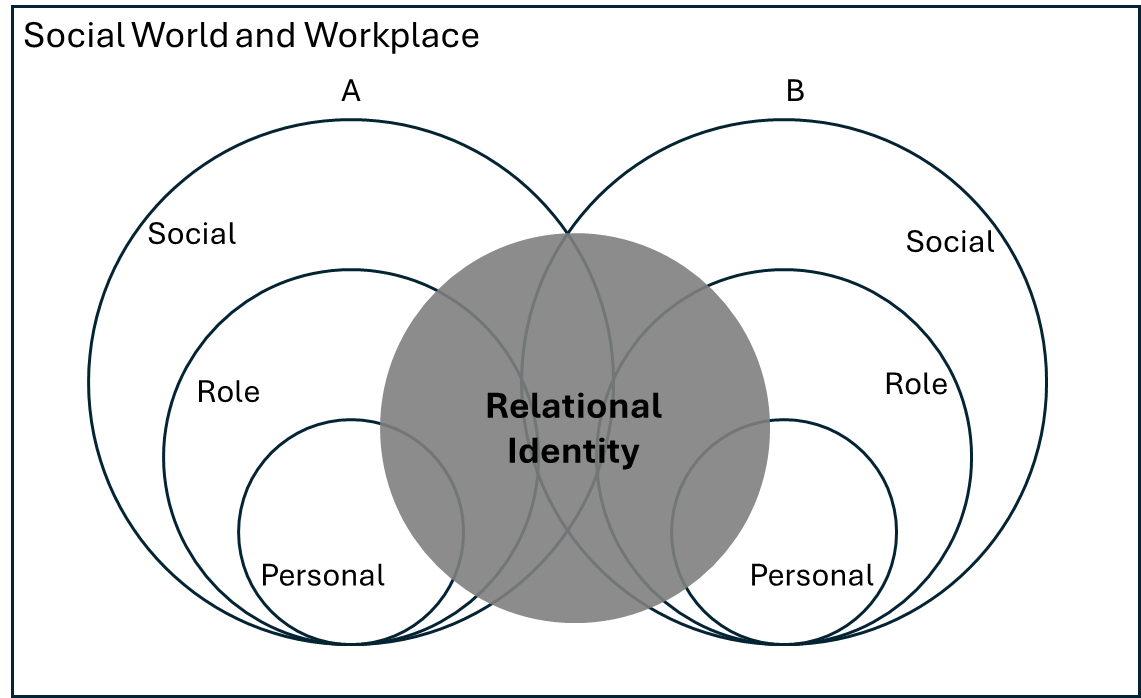 Social World and Workplace
A
B
Social
Social
Role
Role
Relational
Identity
Personal
Personal